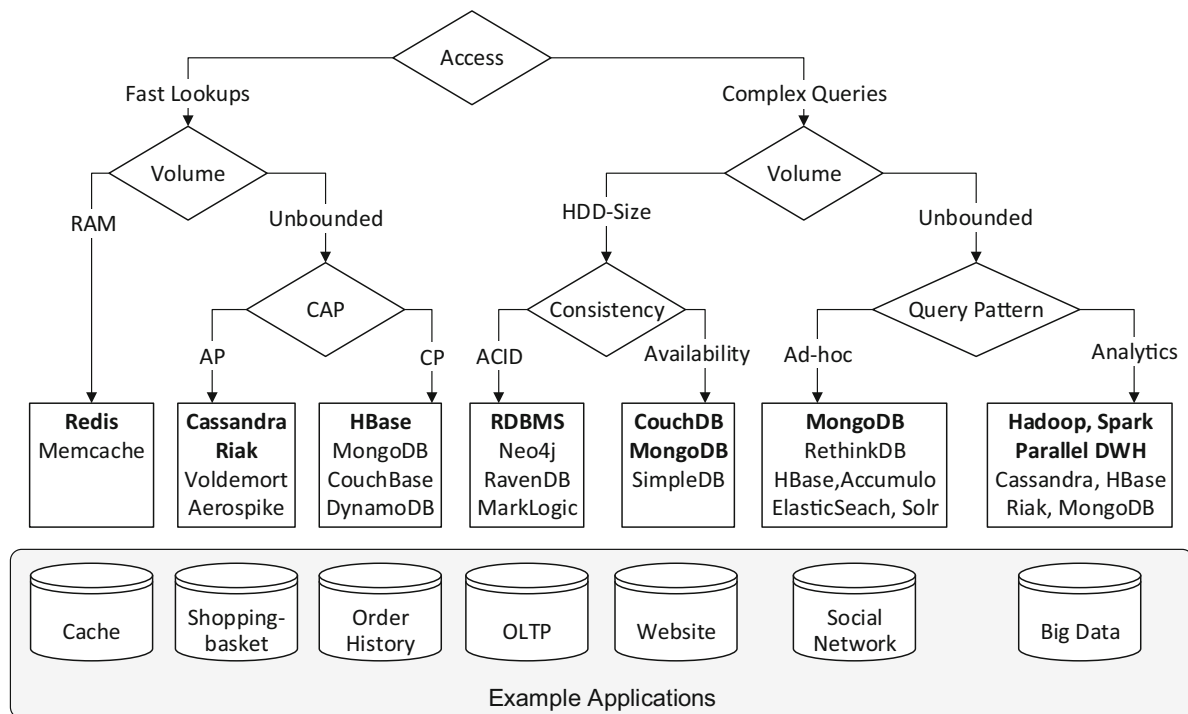 Access
Fast Lookups
Complex Queries
Volume
Volume
RAM
Unbounded
HDD-Size
Unbounded
CAP
Consistency
Query Pattern
AP
CP
ACID
Availability
Ad-hoc
Analytics
Redis
Memcache
Cassandra
Riak
Voldemort
Aerospike
HBase
MongoDB
CouchBase
DynamoDB
RDBMS
Neo4j
RavenDB
MarkLogic
CouchDB
MongoDB
SimpleDB
MongoDB
RethinkDB
HBase,Accumulo
ElasticSeach, Solr
Hadoop, Spark
Parallel DWH
Cassandra, HBase
Riak, MongoDB
Cache
Shopping-
basket
Order
History
OLTP
Website
Social
Network
Big Data
Example Applications